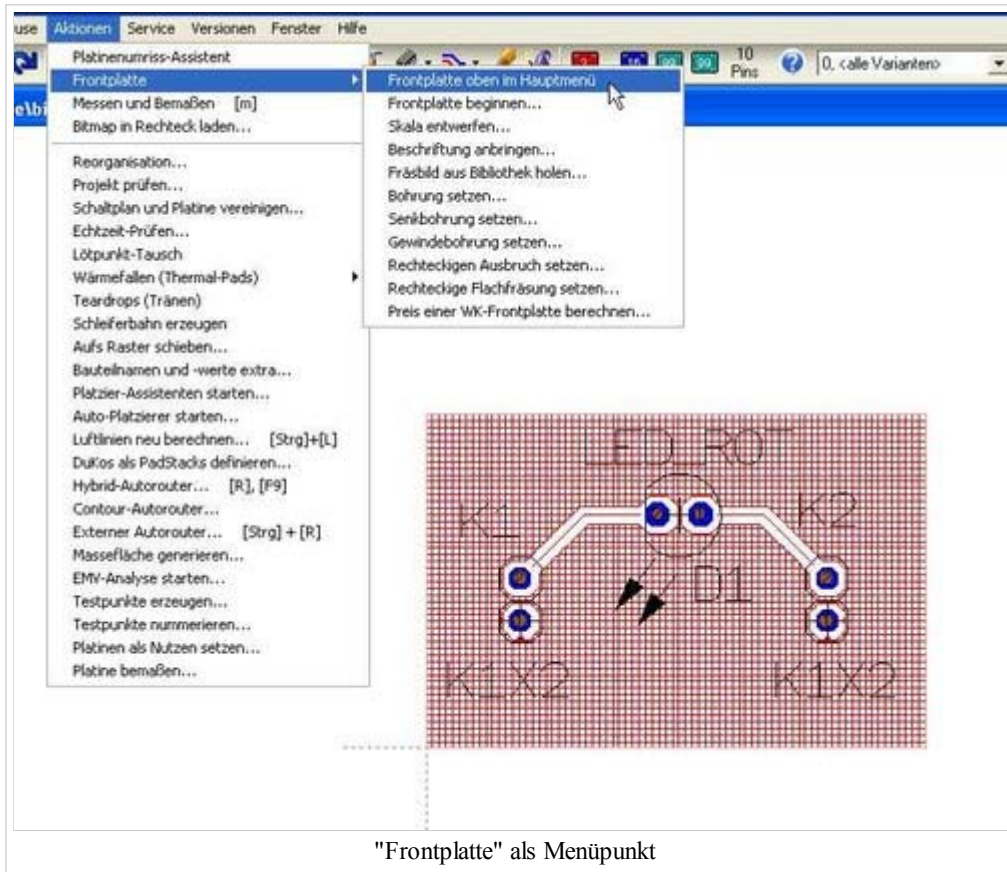 use Aktionen Service Versionen Fenster Hilfe
10
Pins
0, <alle Varianten>
e\bi
Platinenumriss-Assistent
Frontplatte
Messen und Bemaßen [m]
Bitmap in Rechteck laden...
Reorganisation...
Projekt prüfen...
Schaltplan und Platine vereinigen...
Echtzeit-Prüfen...
Lötpunkt-Tausch
Wärmefallen (Thermal-Pads)
Teardrops (Tränen)
Schleiferbahn erzeugen
Aufs Raster schieben...
Bauteilnamen und -werte extra...
Platzier-Assistenten starten...
Auto-Platzierer starten...
Luftlinien neu berechnen... [Strg]+[L]
DuKos als PadStacks definieren...
Hybrid-Autorouter... [R], [F9]
Contour-Autorouter...
Externer Autorouter... [Strg] + [R]
Massefläche generieren...
EMV-Analyse starten...
Testpunkte erzeugen...
Testpunkte nummerieren...
Platinen als Nutzen setzen...
Platine bemaßen...
Frontplatte oben im Hauptmenü
Frontplatte beginnen...
Skala entwerfen...
Beschriftung anbringen...
Fräsbild aus Bibliothek holen...
Bohrung setzen...
Senkbohrung setzen...
Gewindebohrung setzen...
Rechteckigen Ausbruch setzen...
Rechteckige Flachfräsung setzen...
Preis einer WK-Frontplatte berechnen...
LED_ROT
K1 K2
D1
K1X2 K1X2
"Frontplatte" als Menüpunkt